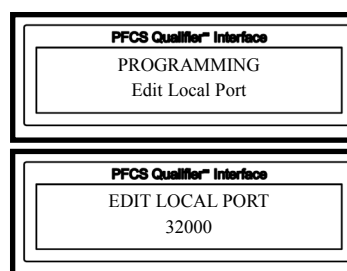 PFCS Qualifier™ Interface
PROGRAMMING
Edit Local Port
PFCS Qualifier™ Interface
EDIT LOCAL PORT
32000